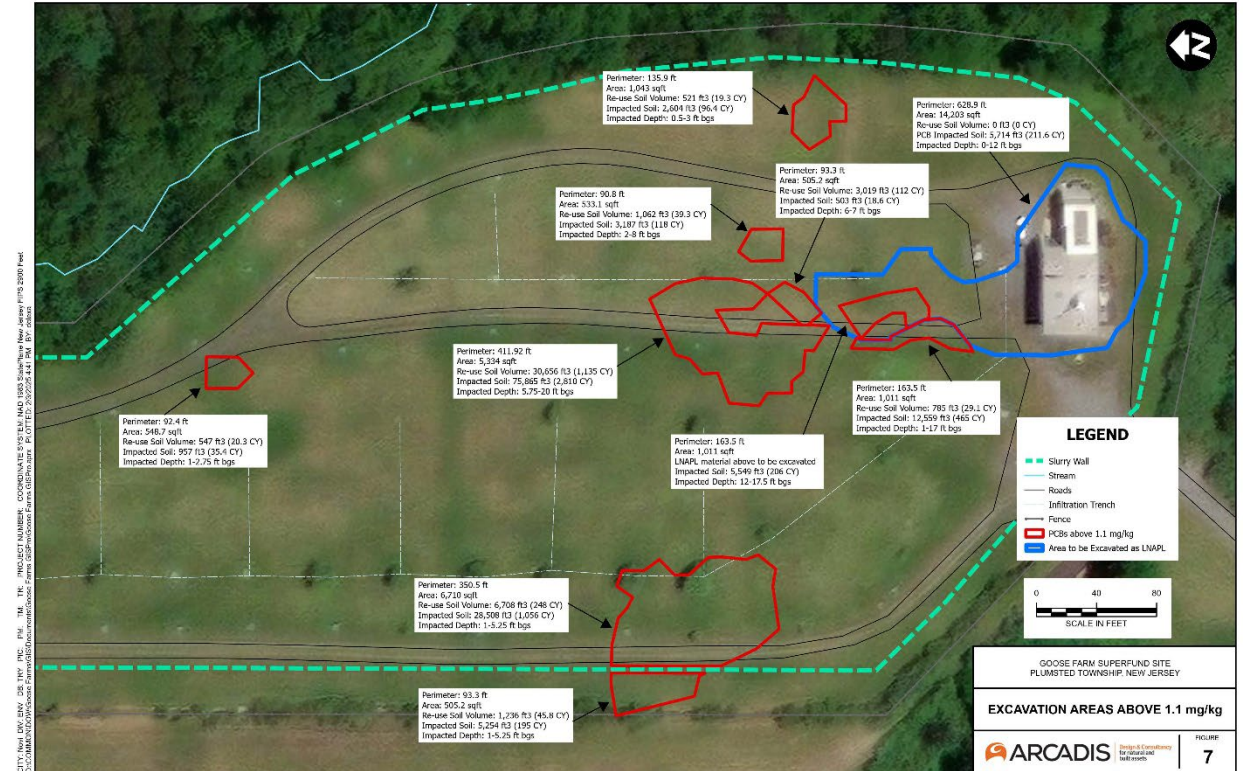 Perimeter: 135.9 ft
Area: 1,043 sqft
Re-use Soil Volume: 521 ft3 (19.3 CY)
Impacted Soil: 2,604 ft3 (96.4 CY)
Impacted Depth: 0.5-3 ft bgs
Perimeter: 628.9 ft
Area: 14,203 sqft
Re-use Soil Volume: 0 ft3 (0 CY)
PCB Impacted Soil: 5,714 ft3 (211.6 CY)
Impacted Depth: 0-12 ft bgs
Perimeter: 93.3 ft
Area: 505.2 sqft
Re-use Soil Volume: 3,019 ft3 (112 CY)
Impacted Soil: 503 ft3 (18.6 CY)
Impacted Depth: 6-7 ft bgs
Perimeter: 90.8 ft
Area: 533.1 sqft
Re-use Soil Volume: 1,062 ft3 (39.3 CY)
Impacted Soil: 3,187 ft3 (118 CY)
Impacted Depth: 2-8 ft bgs
Perimeter: 411.92 ft
Area: 5,334 sqft
Re-use Soil Volume: 30,656 ft3 (1,135 CY)
Impacted Soil: 75,865 ft3 (2,810 CY)
Impacted Depth: 5.75-20 ft bgs
Perimeter: 163.5 ft
Area: 1,011 sqft
Re-use Soil Volume: 785 ft3 (29.1 CY)
Impacted Soil: 12,559 ft3 (465 CY)
Impacted Depth: 1-17 ft bgs
Perimeter: 92.4 ft
Area: 548.7 sqft
Re-use Soil Volume: 547 ft3 (20.3 CY)
Impacted Soil: 957 ft3 (35.4 CY)
Impacted Depth: 1-2.75 ft bgs
Perimeter: 163.5 ft
Area: 1,011 sqft
LNAPL material above to be excavated
Impacted Soil: 5,549 ft3 (206 CY)
Impacted Depth: 12-17.5 ft bgs
Perimeter: 350.5 ft
Area: 6,710 sqft
Re-use Soil Volume: 6,708 ft3 (248 CY)
Impacted Soil: 28,508 ft3 (1,056 CY)
Impacted Depth: 1-5.25 ft bgs
Perimeter: 93.3 ft
Area: 505.2 sqft
Re-use Soil Volume: 1,236 ft3 (45.8 CY)
Impacted Soil: 5,254 ft3 (195 CY)
Impacted Depth: 1-5.25 ft bgs
N
LEGEND
Slurry Wall
Stream
Roads
Infiltration Trench
Fence
PCBs above 1.1 mg/kg
Area to be Excavated as LNAPL
0 40 80
SCALE IN FEET
GOOSE FARM SUPERFUND SITE
PLUMSTED TOWNSHIP, NEW JERSEY
EXCAVATION AREAS ABOVE 1.1 mg/kg
ARCADIS
Design & Consultancy
for natural and
built assets
FIGURE
7